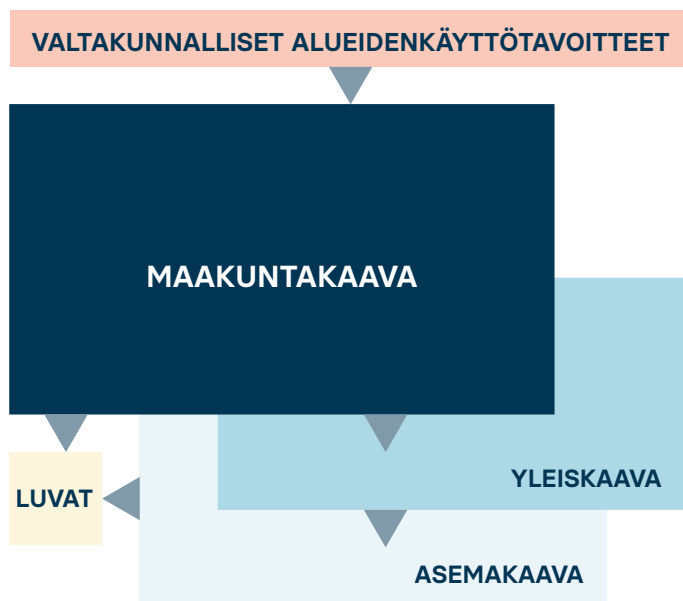 VALTAKUNNALLISET ALUEIDENKÄYTTÖTAVOITTEET
MAAKUNTAKAAVA
YLEISKAAVA
LUVAT
ASEMAKAAVA